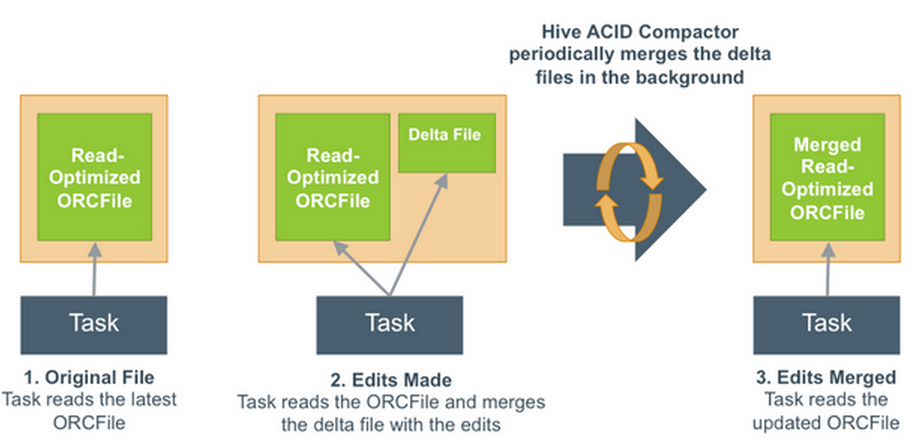 Hive ACID Compactor
periodically merges the delta
files in the background
Read-
Optimized
ORCFile
Task
1. Original File
Task reads the latest
ORCFile
Read-
Optimized
ORCFile
Delta File
Task
2. Edits Made
Task reads the ORCFile and merges
the delta file with the edits
Merged
Read-
Optimized
ORCFile
Task
3. Edits Merged
Task reads the
updated ORCFile